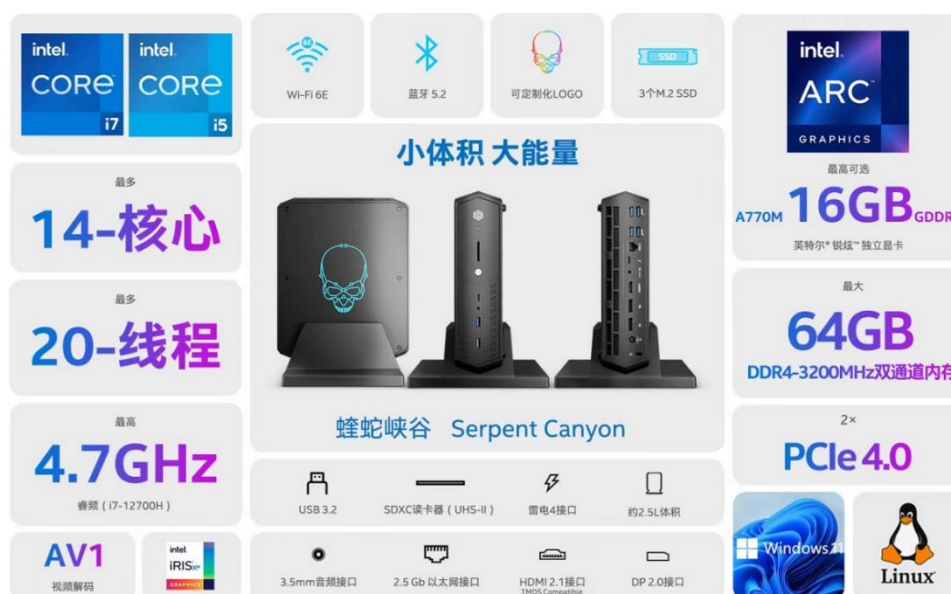 intel.
CORE™
i7
intel.
CORE™
i5
最多
14-核心
最多
20-线程
最高
4.7GHz
睿频（i7-12700H）
AV1
视频解码
intel
iRIS Xe
GRAPHICS
Wi-Fi 6E
蓝牙 5.2
可定制化LOGO
SSD
3个M.2 SSD
小体积 大能量
蝰蛇峡谷 Serpent Canyon
USB 3.2
SDXC读卡器（UHS-II）
雷电4接口
约2.5L体积
3.5mm音频接口
2.5 Gb 以太网接口
HDMI 2.1接口
TMDS Compatible
DP 2.0接口
intel.
ARC™
GRAPHICS
最高可选
A770M 16GB GDDR
英特尔® 锐炫™ 独立显卡
最大
64GB
DDR4-3200MHz双通道内存
2×
PCIe 4.0
Windows 11
Linux